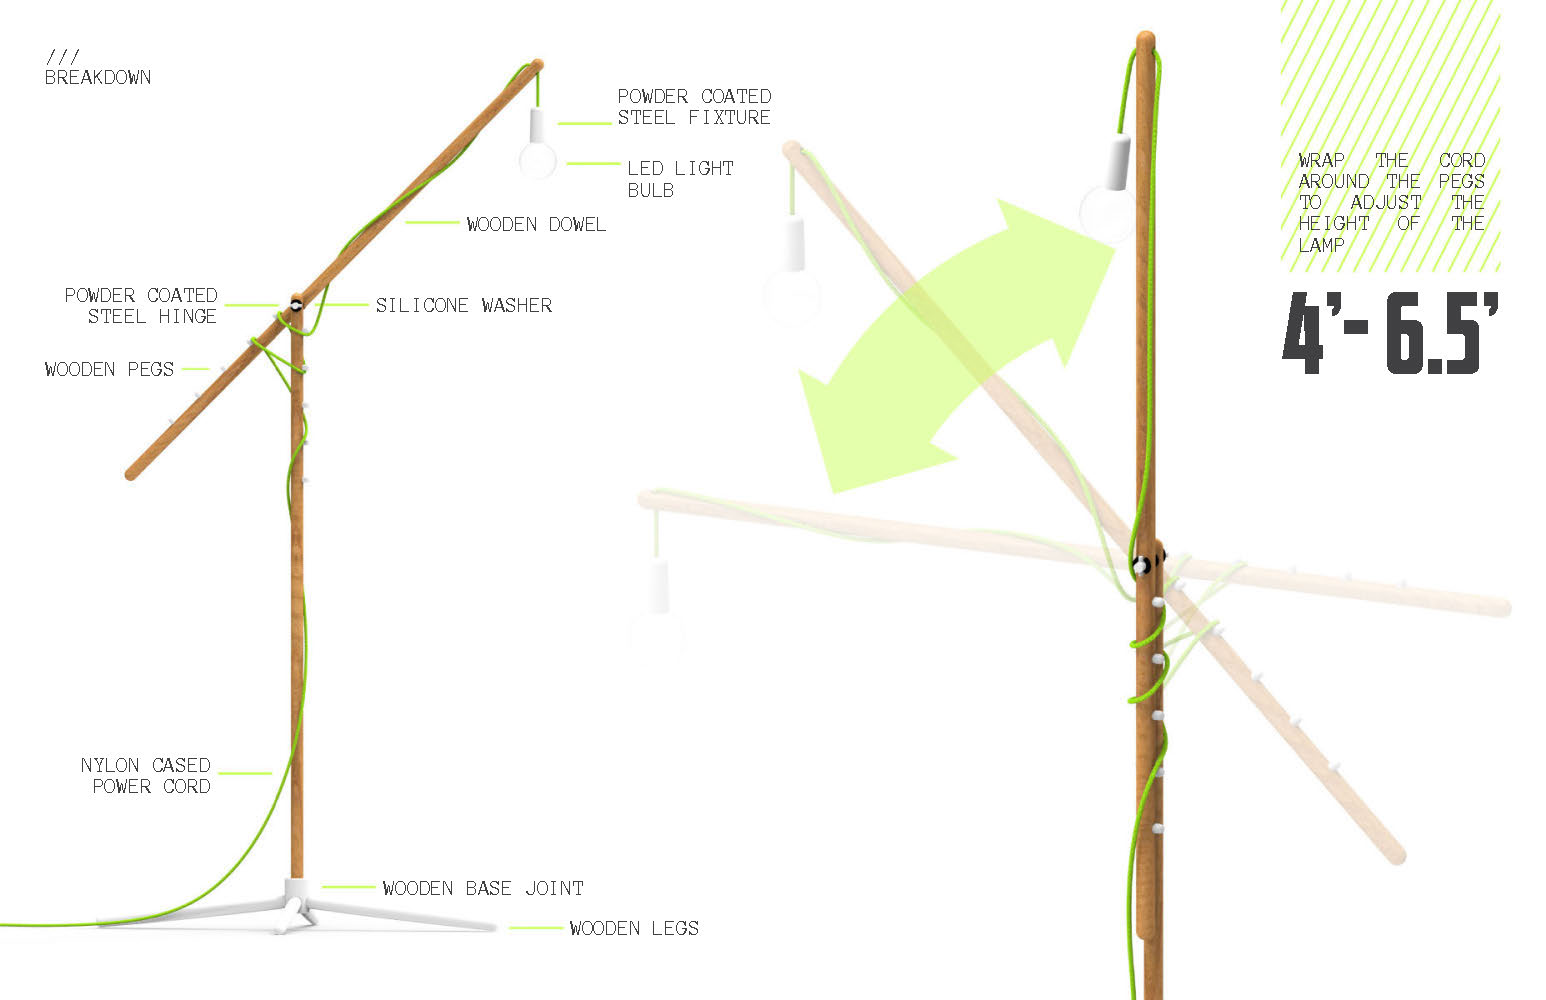 ///
BREAKDOWN
POWDER COATED
STEEL FIXTURE
LED LIGHT
BULB
WOODEN DOWEL
POWDER COATED
STEEL HINGE
SILICONE WASHER
WOODEN PEGS
NYLON CASED
POWER CORD
WOODEN BASE JOINT
WOODEN LEGS
WRAP THE CORD
AROUND THE PEGS
TO ADJUST THE
HEIGHT OF THE
LAMP
4'- 6.5'